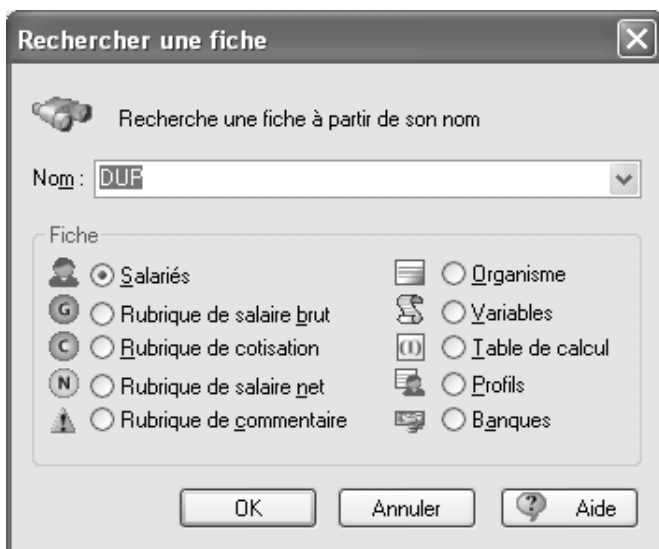 Rechercher une fiche
Recherche une fiche à partir de son nom
Nom : DUP
Fiche
Salariés
G Rubrique de salaire brut
C Rubrique de cotisation
N Rubrique de salaire net
Rubrique de commentaire
Organisme
Variables
(1) Table de calcul
Profils
Banques
OK Annuler ? Aide